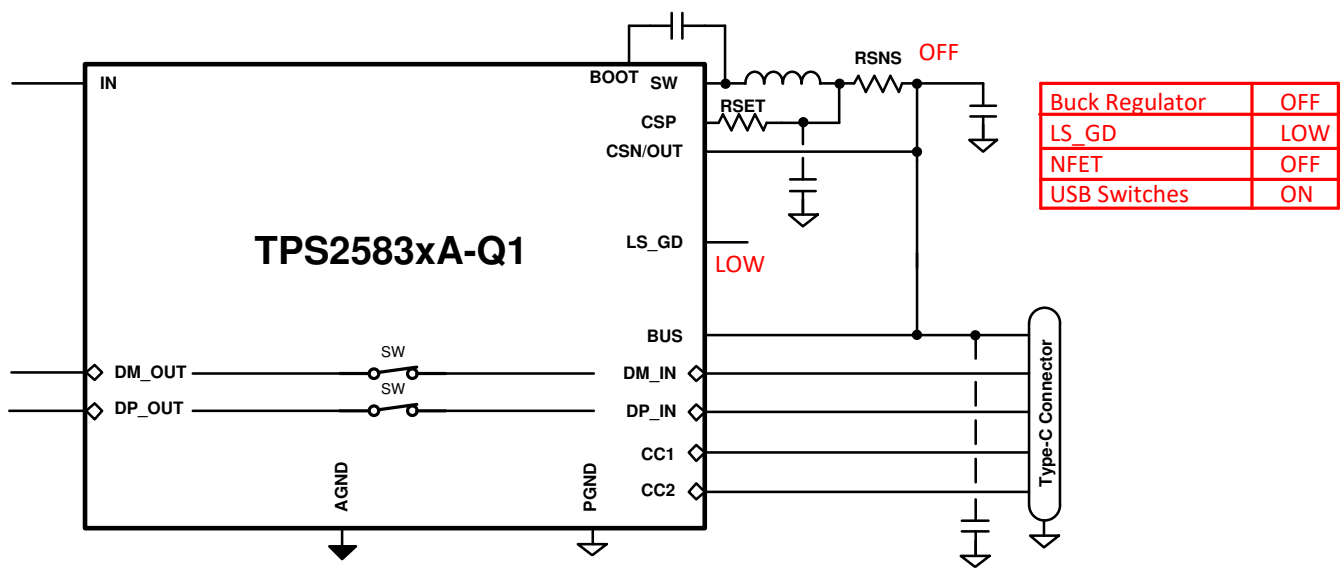 RSNS
OFF
BOOT
SW
IN
RSET
CSP
CSN/OUT
Buck Regulator OFF
LS_GD LOW
NFET OFF
USB Switches ON
TPS2583xA-Q1
LS_GD
LOW
BUS
SW
DM_OUT
DM_IN
SW
DP_OUT
DP_IN
CC1
CC2
AGND
PGND
Type-C Connector